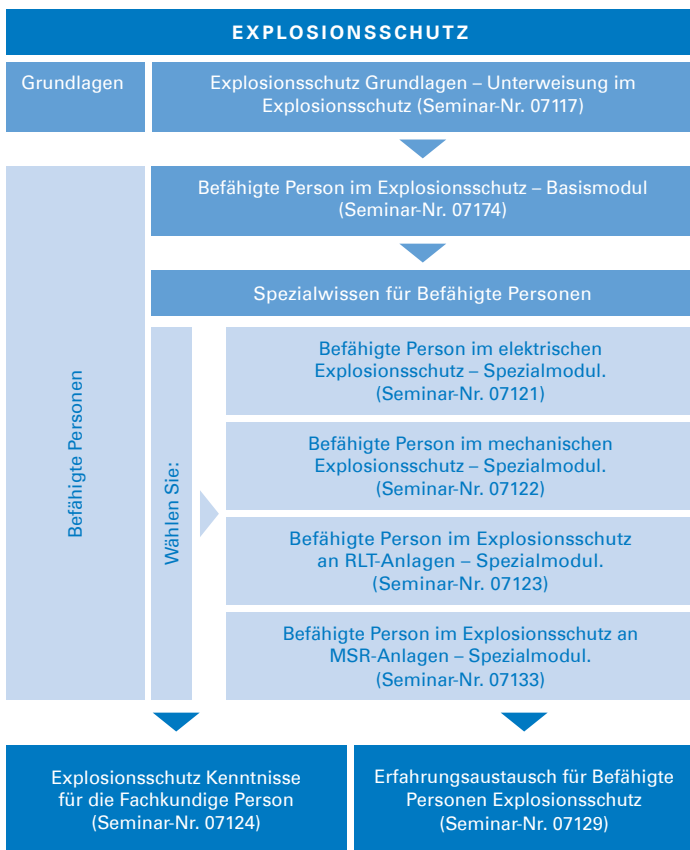 EXPLOSIONSSCHUTZ
Grundlagen
Explosionsschutz Grundlagen – Unterweisung im
Explosionsschutz (Seminar-Nr. 07117)
Befähigte Personen
Befähigte Person im Explosionsschutz – Basismodul
(Seminar-Nr. 07174)
Spezialwissen für Befähigte Personen
Wählen Sie:
Befähigte Person im elektrischen
Explosionsschutz – Spezialmodul.
(Seminar-Nr. 07121)
Befähigte Person im mechanischen
Explosionsschutz – Spezialmodul.
(Seminar-Nr. 07122)
Befähigte Person im Explosionsschutz
an RLT-Anlagen – Spezialmodul.
(Seminar-Nr. 07123)
Befähigte Person im Explosionsschutz an
MSR-Anlagen – Spezialmodul.
(Seminar-Nr. 07133)
Explosionsschutz Kenntnisse
für die Fachkundige Person
(Seminar-Nr. 07124)
Erfahrungsaustausch für Befähigte
Personen Explosionsschutz
(Seminar-Nr. 07129)